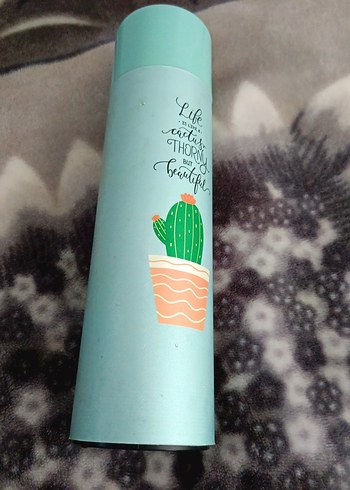 Life
IS LIKE A
cactus
THORNY
BUT
beautiful